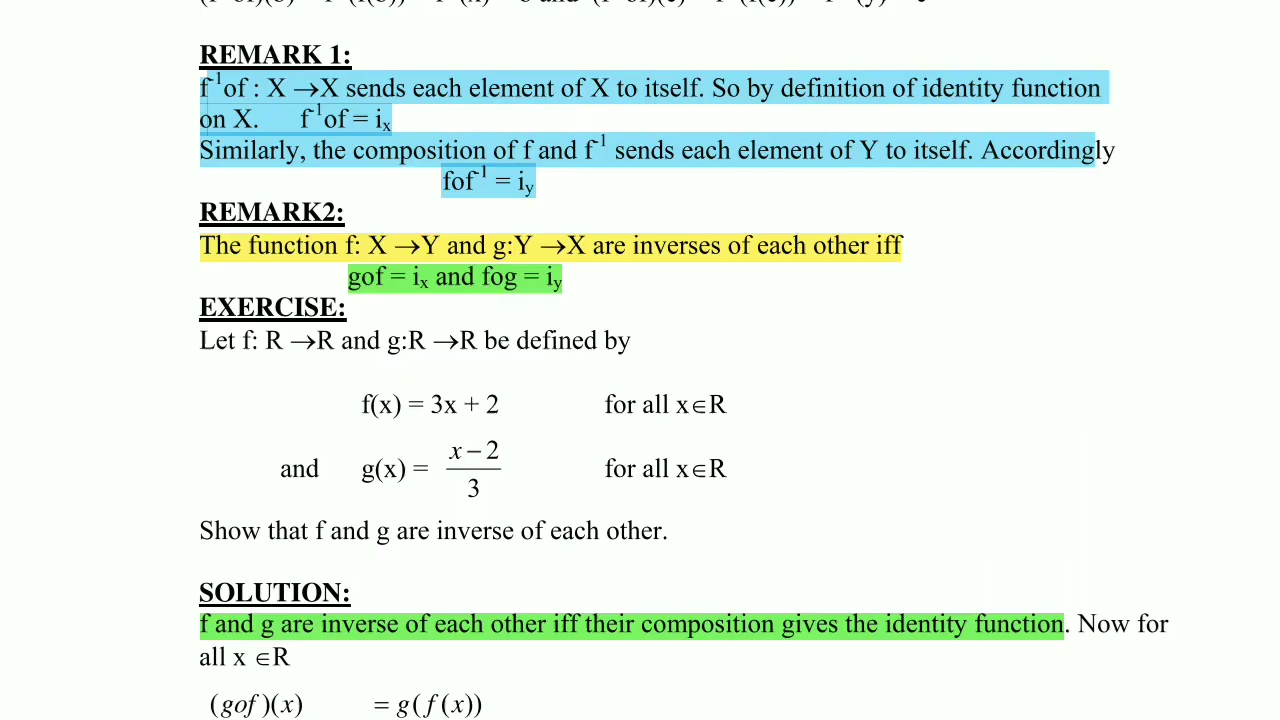 REMARK 1:
f⁻¹of : X →X sends each element of X to itself. So by definition of identity function
on X. f⁻¹of = iₓ
Similarly, the composition of f and f⁻¹ sends each element of Y to itself. Accordingly
fof⁻¹ = iy
REMARK2:
The function f: X →Y and g:Y →X are inverses of each other iff
gof = iₓ and fog = iy
EXERCISE:
Let f: R →R and g:R →R be defined by
f(x) = 3x + 2 for all x∈R
and g(x) = (x – 2)/3 for all x∈R
Show that f and g are inverse of each other.
SOLUTION:
f and g are inverse of each other iff their composition gives the identity function. Now for
all x ∈R
(gof)(x) = g(f(x))